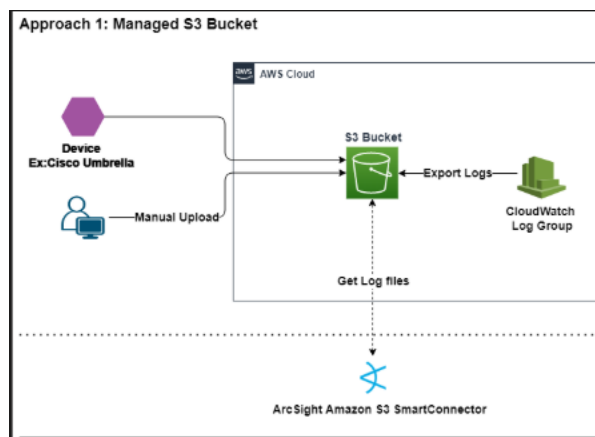 Approach 1: Managed S3 Bucket
aws
AWS Cloud
Device
Ex:Cisco Umbrella
S3 Bucket
Export Logs
CloudWatch
Log Group
Manual Upload
Get Log files
ArcSight Amazon S3 SmartConnector